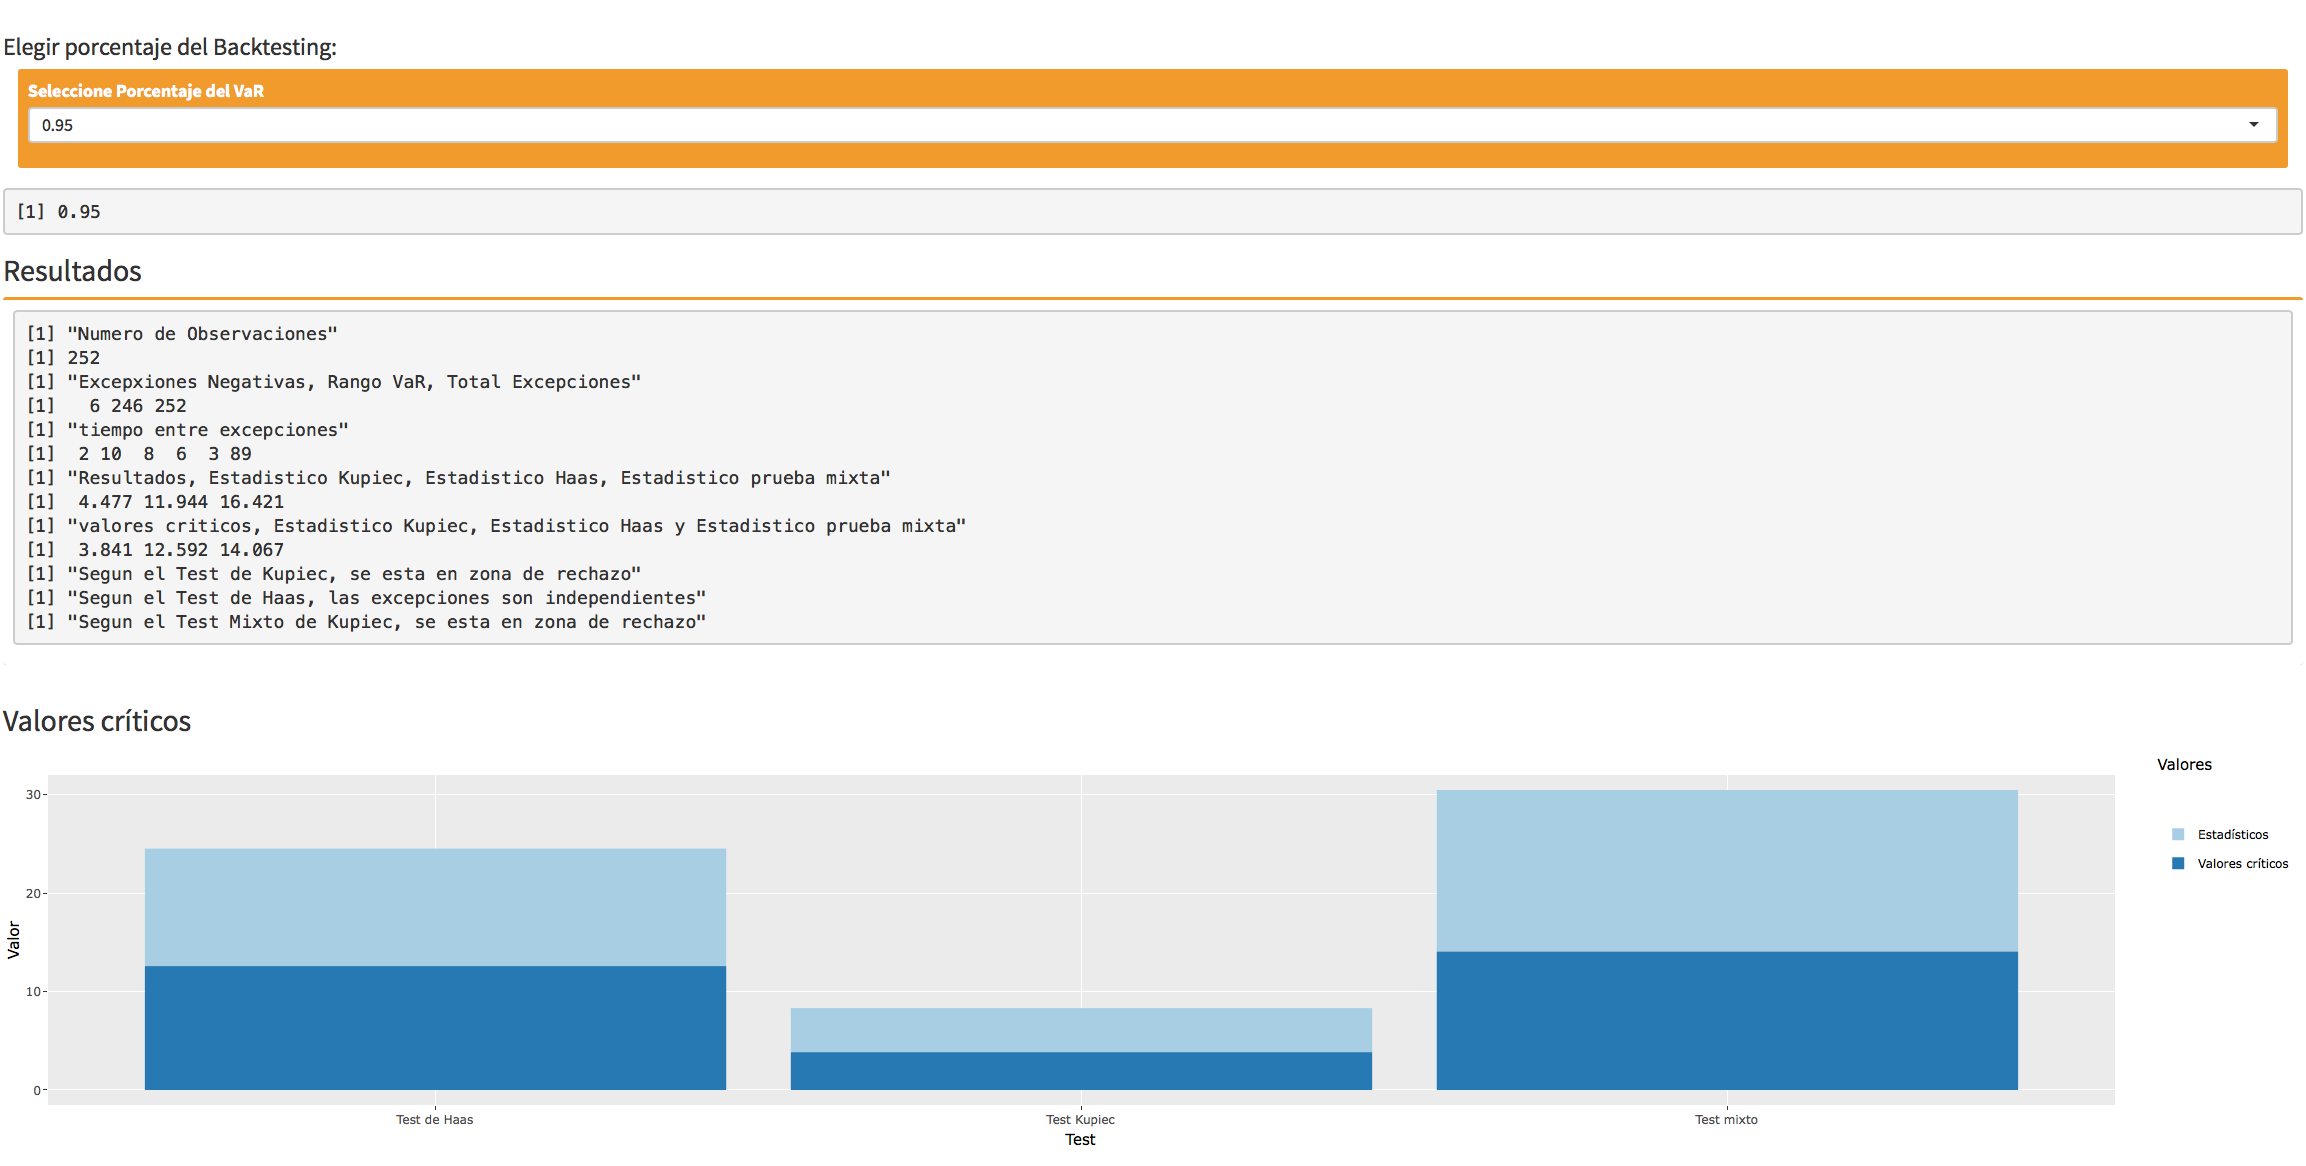 Elegir porcentaje del Backtesting:
Seleccione Porcentaje del VaR
0.95
[1] 0.95
Resultados
[1] "Numero de Observaciones"
[1] 252
[1] "Excepxiones Negativas, Rango VaR, Total Excepciones"
[1]   6 246 252
[1] "tiempo entre excepciones"
[1]  2 10  8  6  3 89
[1] "Resultados, Estadistico Kupiec, Estadistico Haas, Estadistico prueba mixta"
[1]  4.477 11.944 16.421
[1] "valores criticos, Estadistico Kupiec, Estadistico Haas y Estadistico prueba mixta"
[1]  3.841 12.592 14.067
[1] "Segun el Test de Kupiec, se esta en zona de rechazo"
[1] "Segun el Test de Haas, las excepciones son independientes"
[1] "Segun el Test Mixto de Kupiec, se esta en zona de rechazo"
Valores críticos
Valores
Estadísticos
Valores críticos
30
20
10
0
Valor
Test de Haas
Test Kupiec
Test mixto
Test